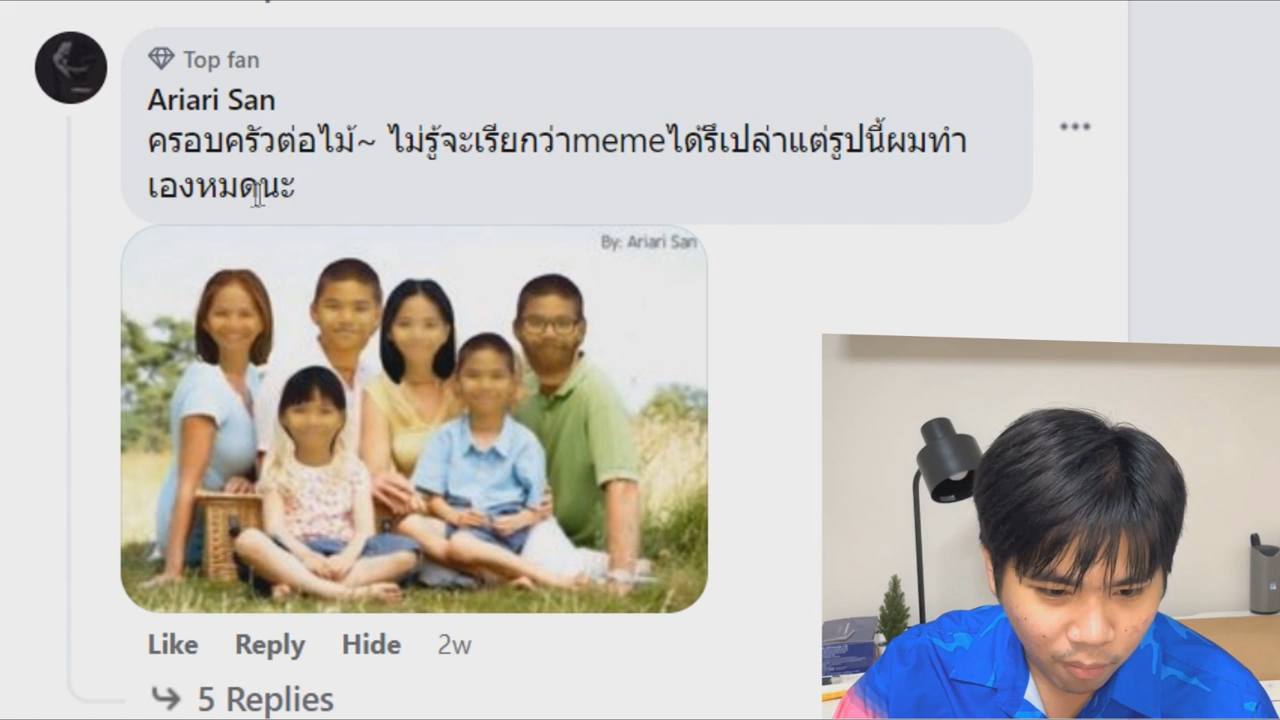 Top fan
Ariari San
ครอบครัวต่อไม้~ ไม่รู้จะเรียกว่าmemeได้รึเปล่าแต่รูปนี้ผมทำ
เองหมดนะ
By: Ariari San
Like Reply Hide 2w
5 Replies